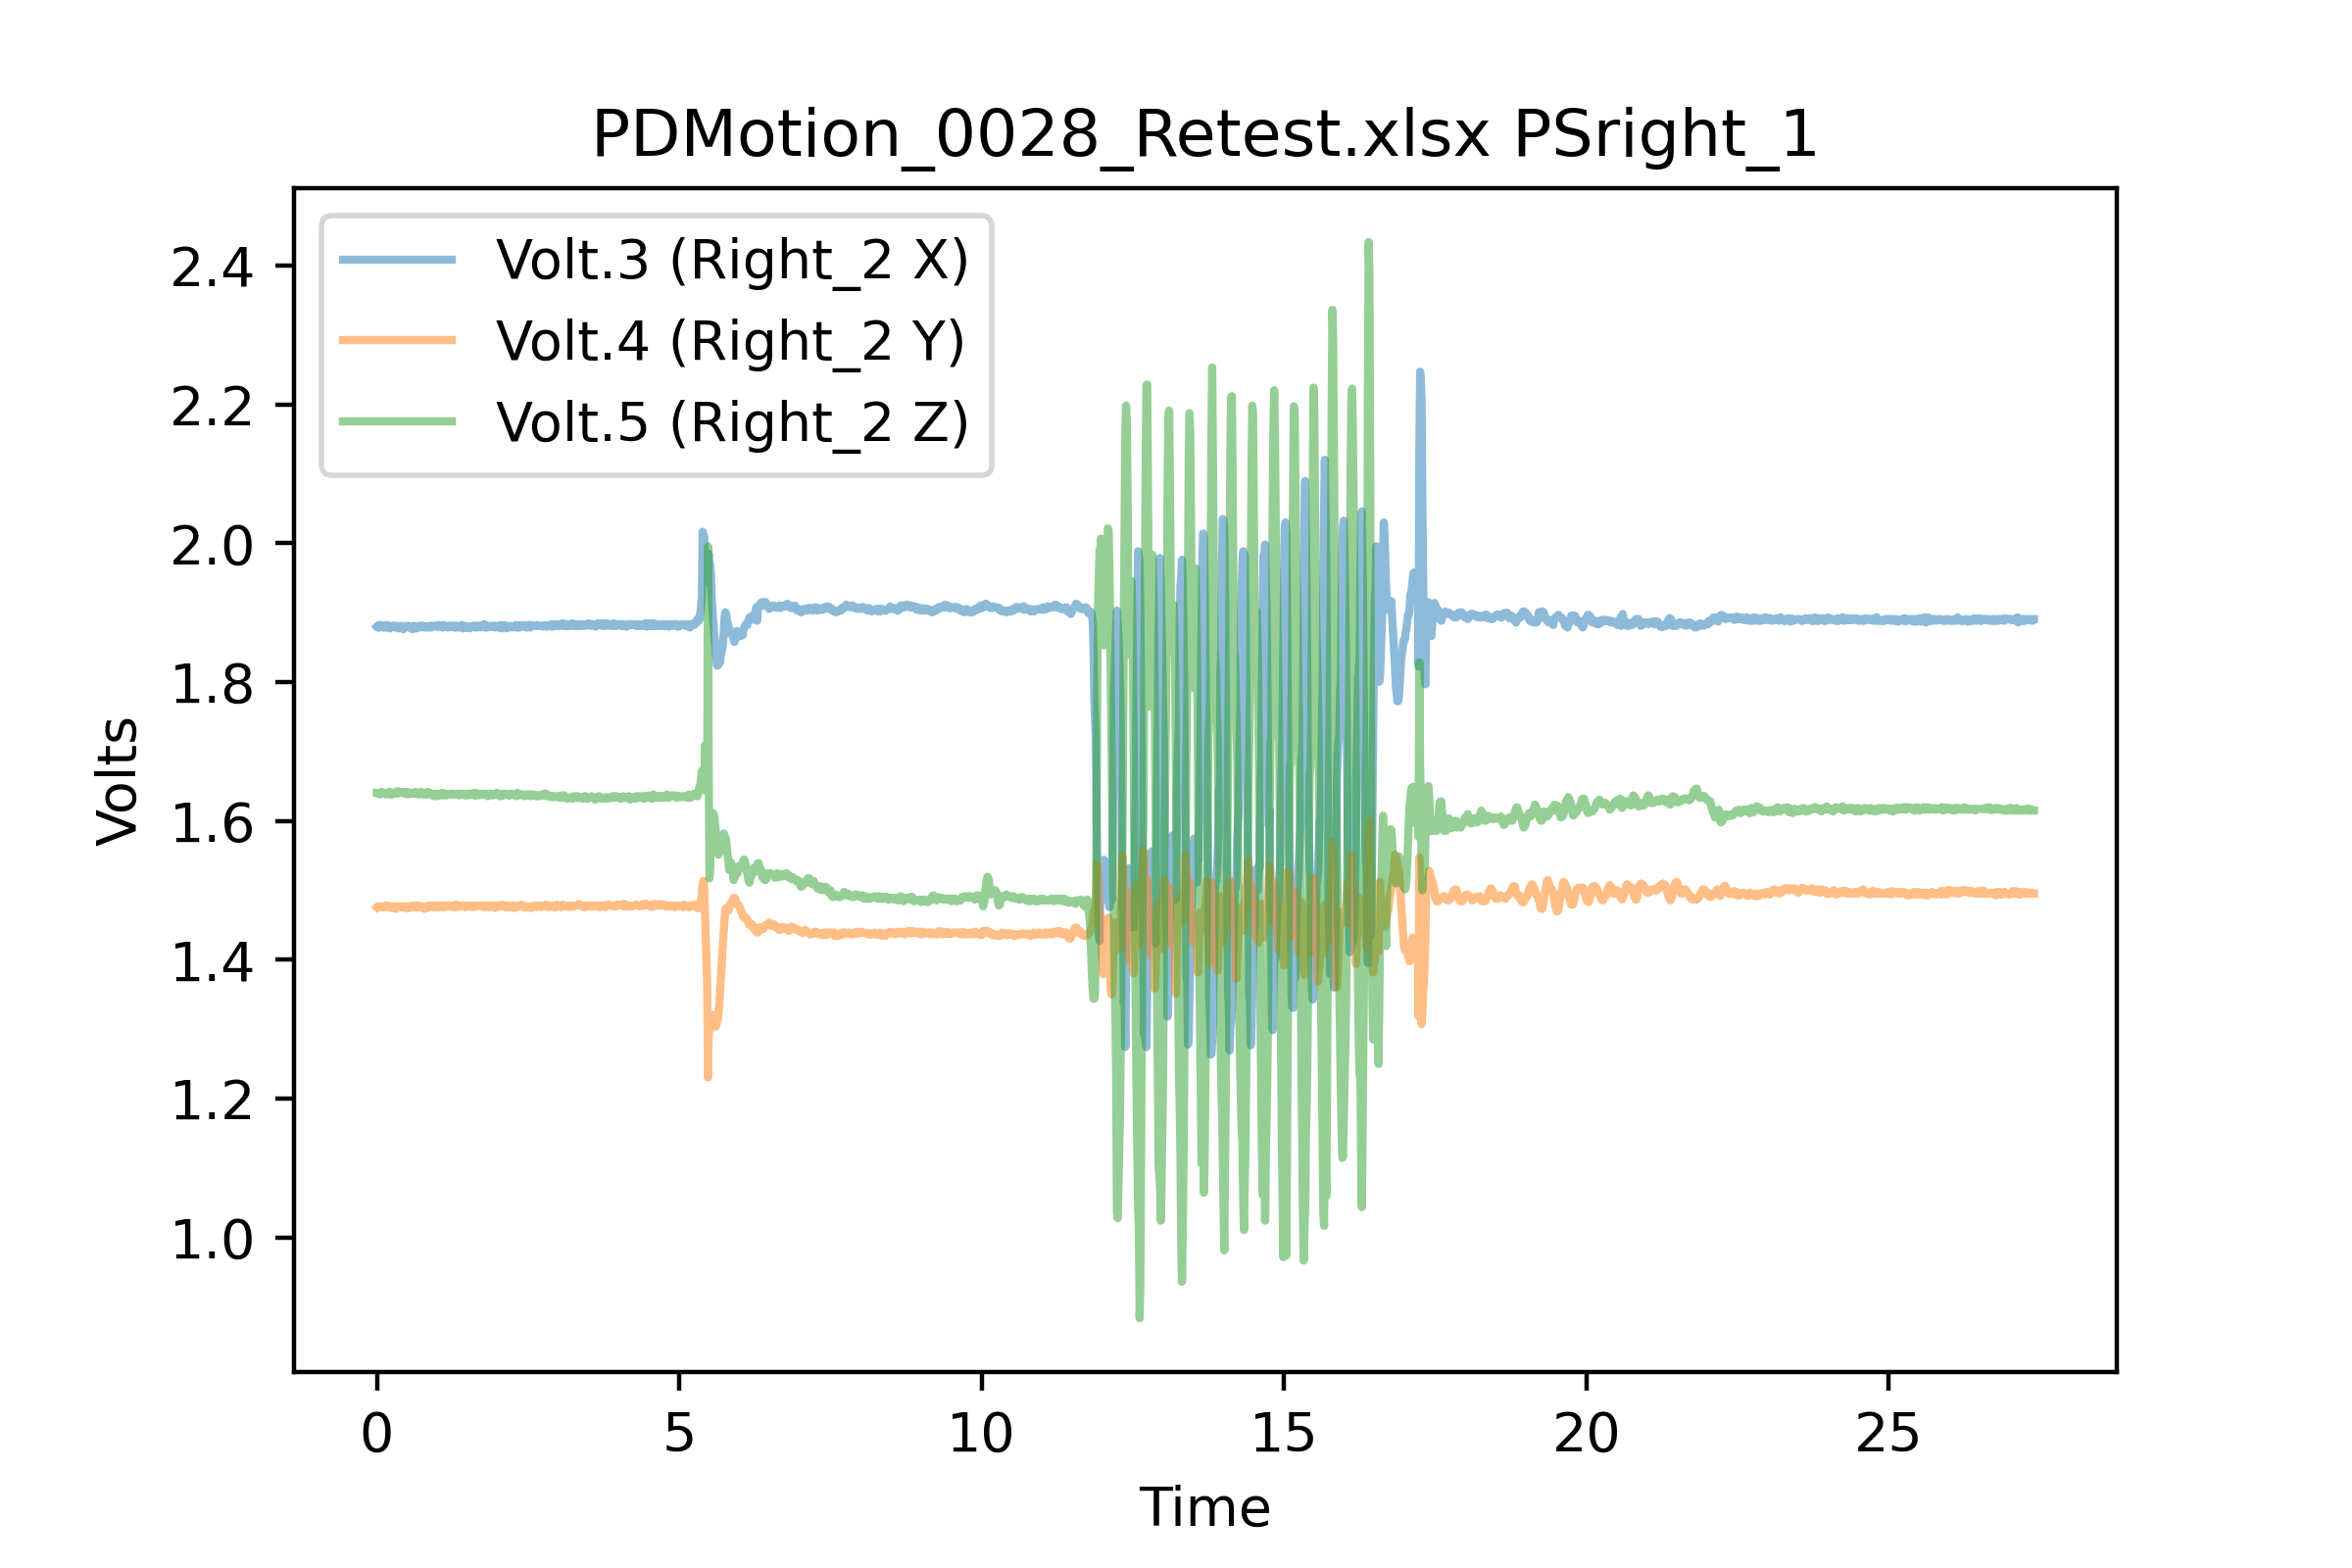 PDMotion_0028_Retest.xlsx PSright_1
Volt.3 (Right_2 X)
Volt.4 (Right_2 Y)
Volt.5 (Right_2 Z)
2.4
2.2
2.0
1.8
1.6
1.4
1.2
1.0
Volts
0 5 10 15 20 25
Time